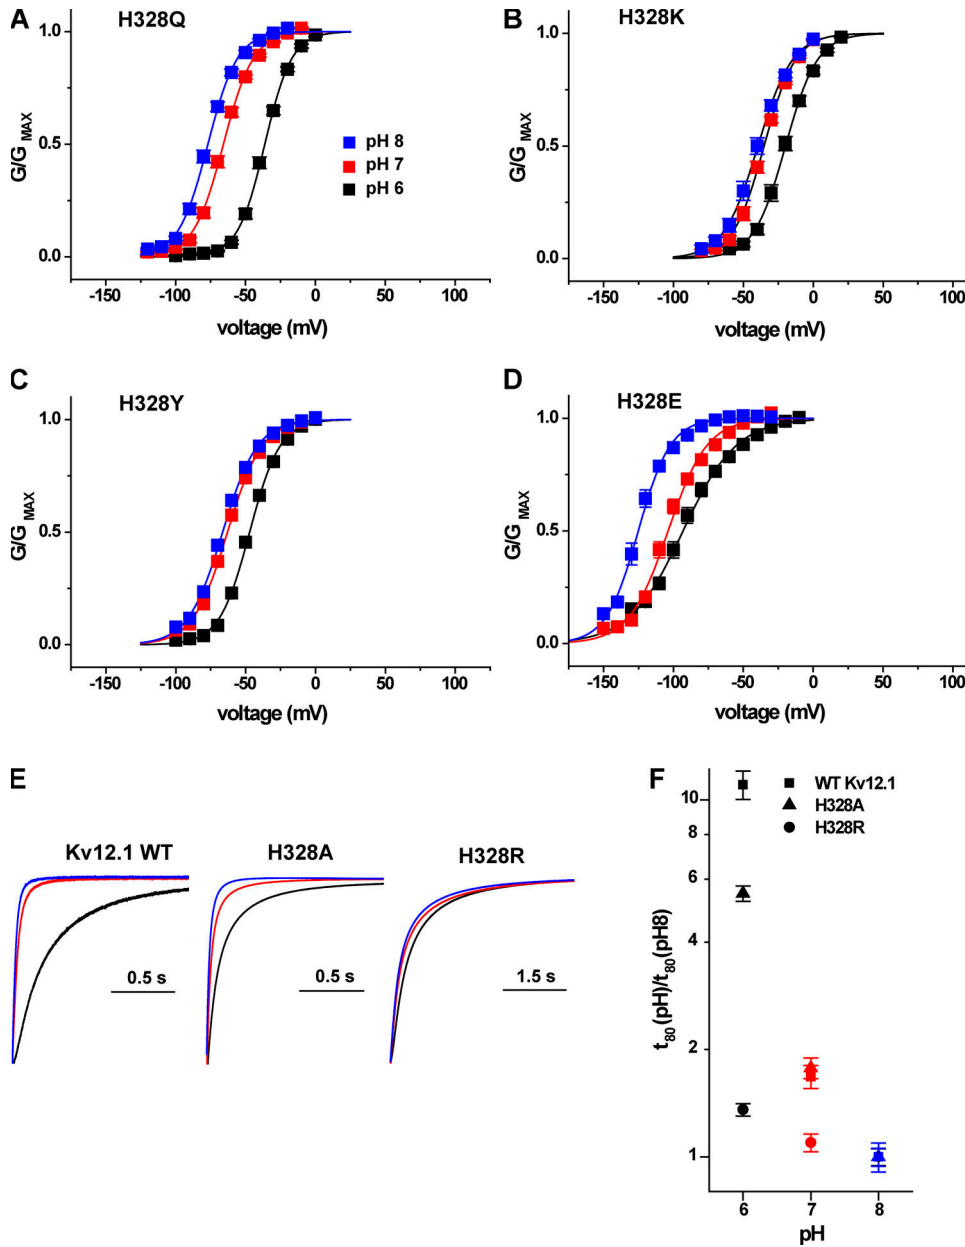 A
H328Q
G/G MAX
1.0
0.5
0.0
pH 8
pH 7
pH 6
-150 -100 -50 0 50 100
voltage (mV)
B
H328K
G/G MAX
1.0
0.5
0.0
-150 -100 -50 0 50 100
voltage (mV)
C
H328Y
G/G MAX
1.0
0.5
0.0
-150 -100 -50 0 50 100
voltage (mV)
D
H328E
G/G MAX
1.0
0.5
0.0
-150 -100 -50 0 50 100
voltage (mV)
E
Kv12.1 WT
H328A
H328R
0.5 s
0.5 s
1.5 s
F
WT Kv12.1
H328A
H328R
t80(pH)/t80(pH8)
10
8
6
4
2
1
6 7 8
pH